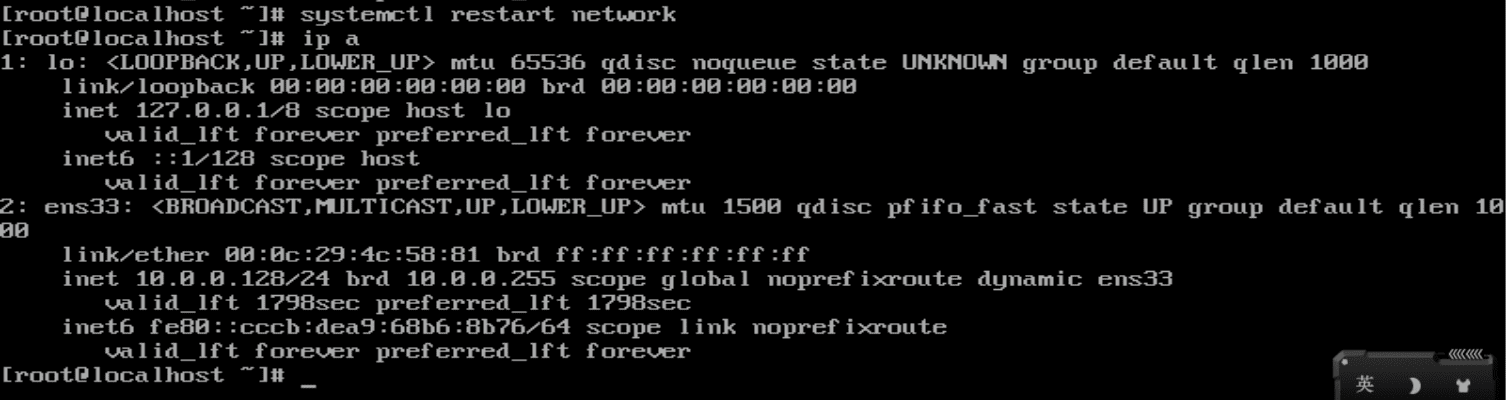 [root@localhost ~]# systemctl restart network
[root@localhost ~]# ip a
1: lo: <LOOPBACK,UP,LOWER_UP> mtu 65536 qdisc noqueue state UNKNOWN group default qlen 1000
    link/loopback 00:00:00:00:00:00 brd 00:00:00:00:00:00
    inet 127.0.0.1/8 scope host lo
       valid_lft forever preferred_lft forever
    inet6 ::1/128 scope host
       valid_lft forever preferred_lft forever
2: ens33: <BROADCAST,MULTICAST,UP,LOWER_UP> mtu 1500 qdisc pfifo_fast state UP group default qlen 10
00
    link/ether 00:0c:29:4c:58:81 brd ff:ff:ff:ff:ff:ff
    inet 10.0.0.128/24 brd 10.0.0.255 scope global noprefixroute dynamic ens33
       valid_lft 1798sec preferred_lft 1798sec
    inet6 fe80::cccb:dea9:68b6:8b76/64 scope link noprefixroute
       valid_lft forever preferred_lft forever
[root@localhost ~]# _
英